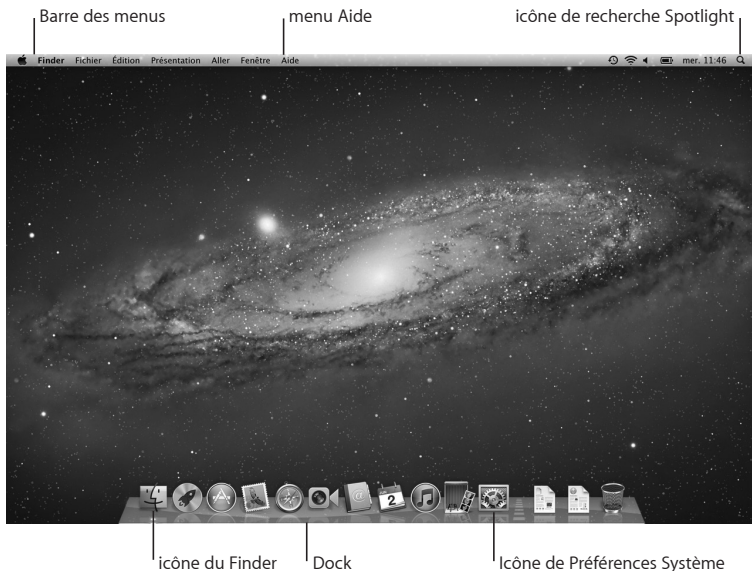 Barre des menus menu Aide icône de recherche Spotlight
Finder Fichier Édition Présentation Aller Fenêtre Aide mer. 11:46
2
icône du Finder Dock Icône de Préférences Système